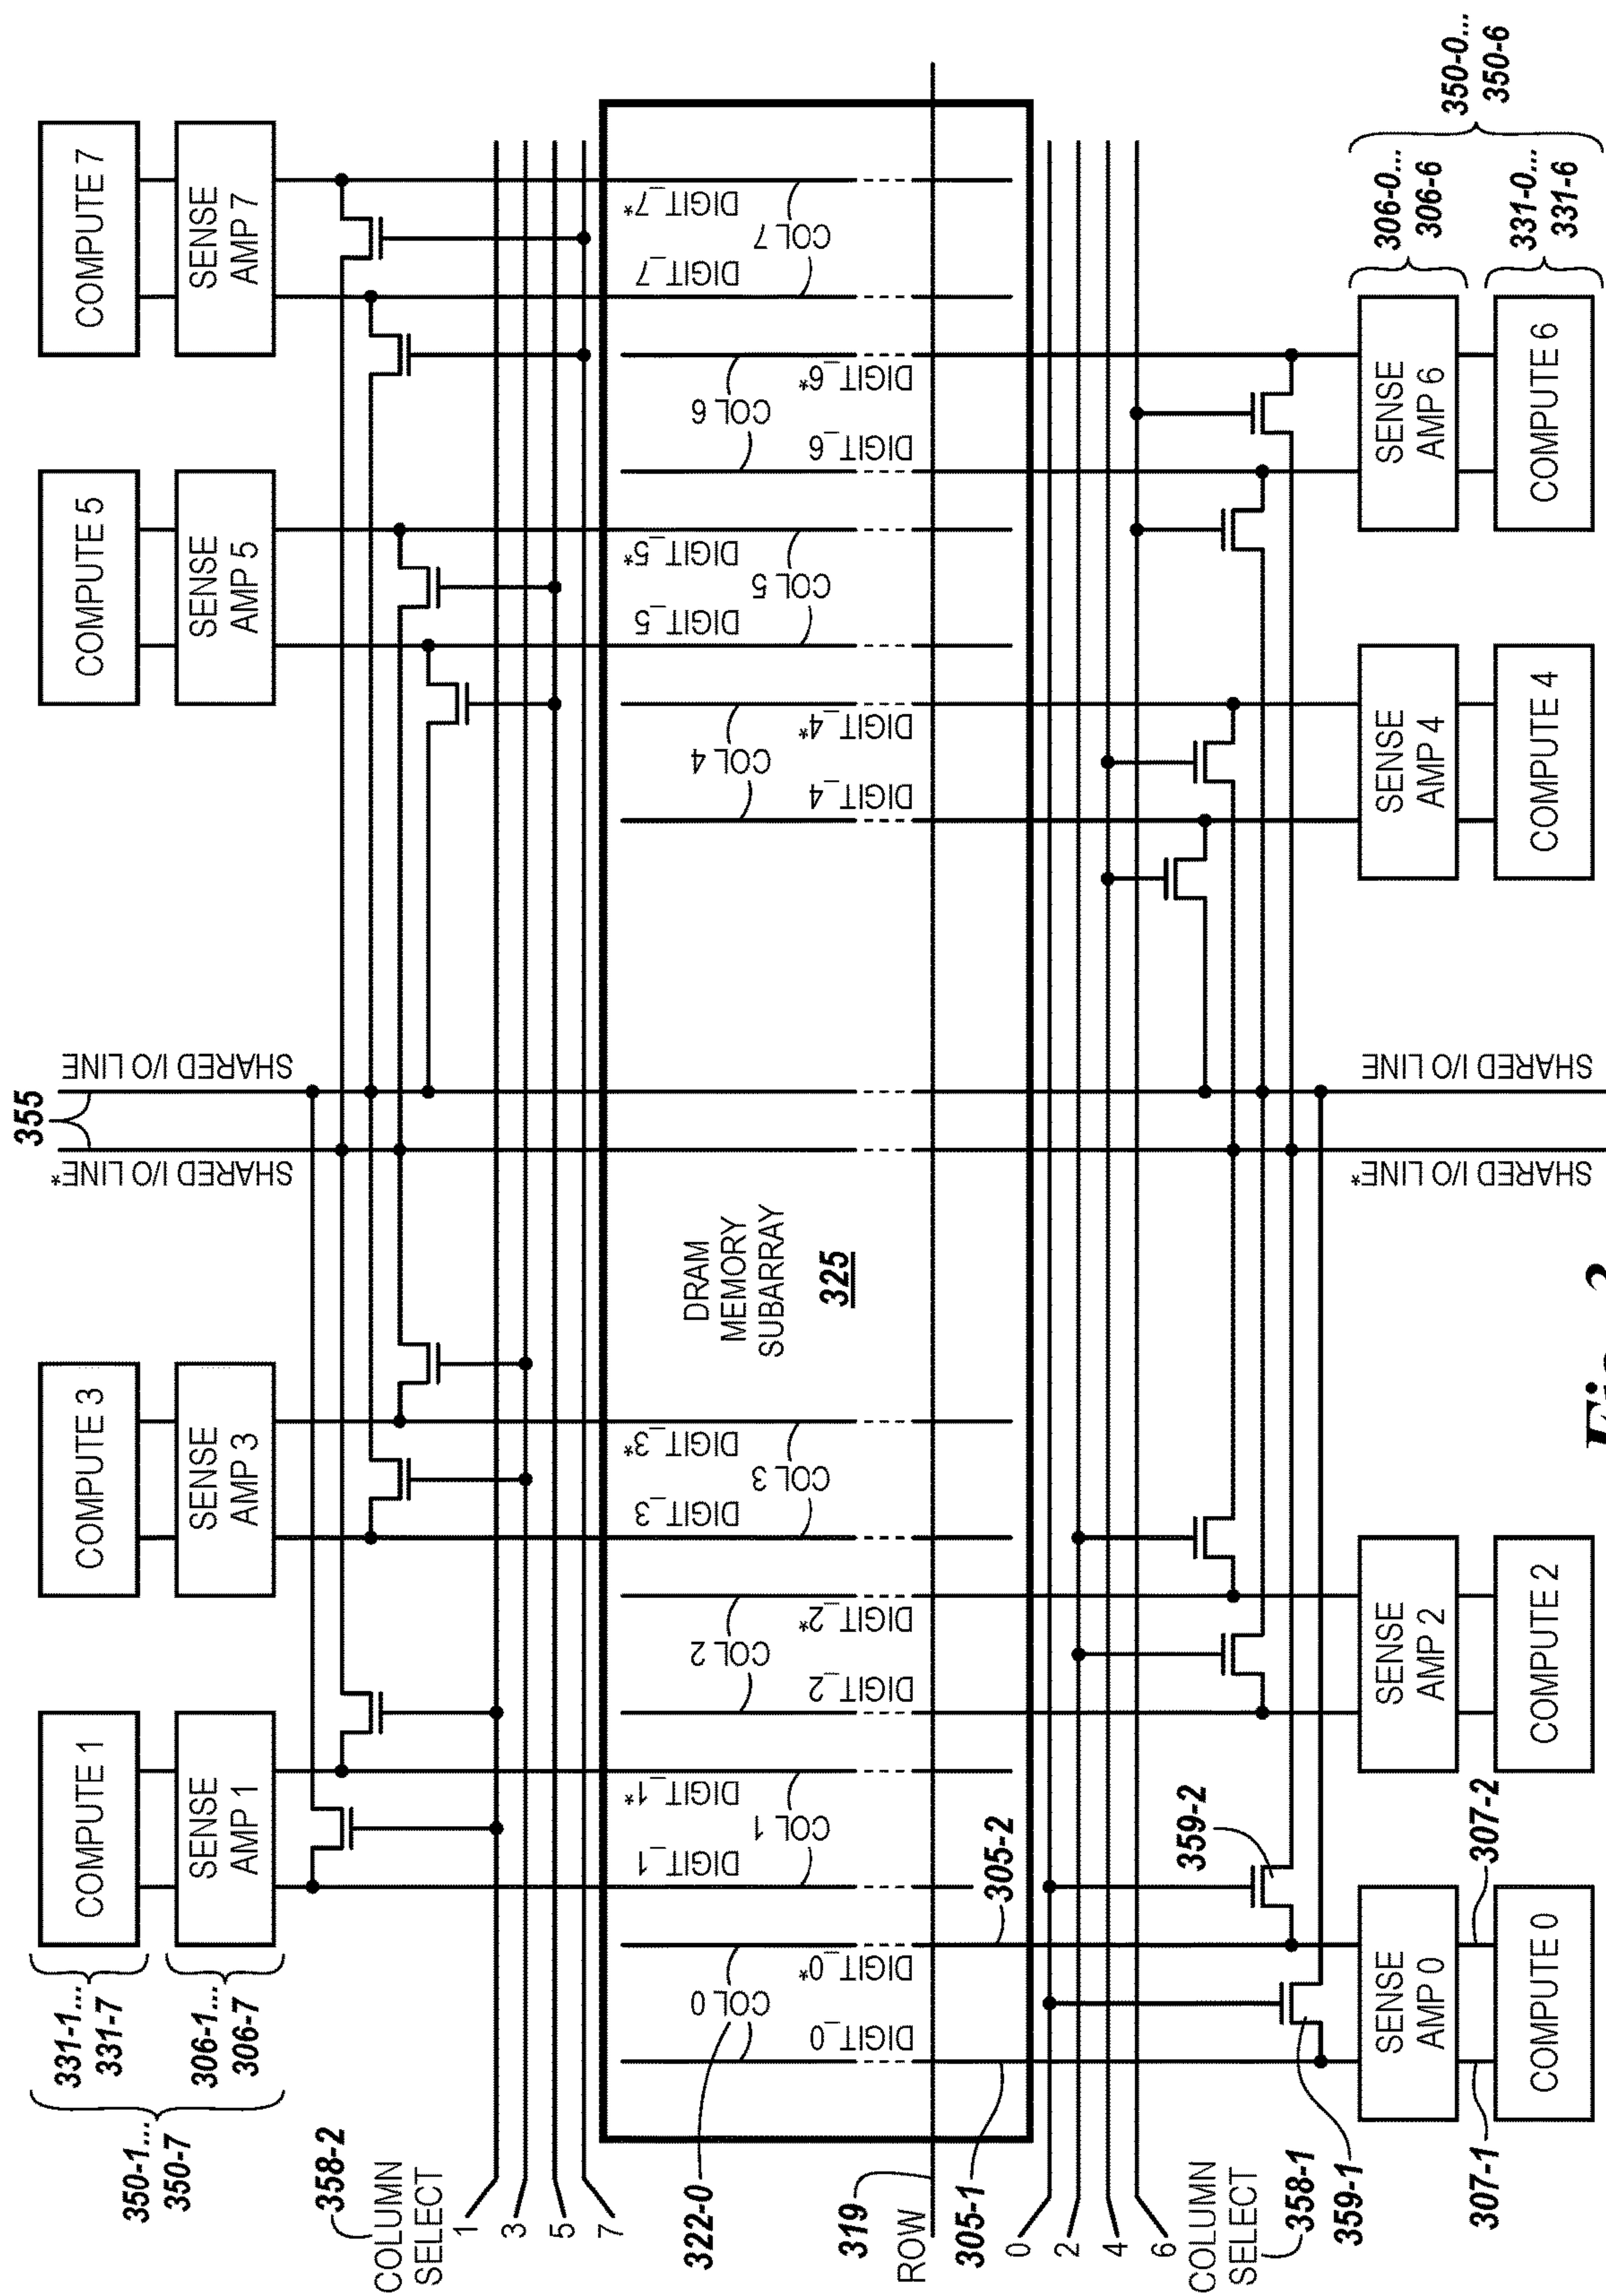 COMPUTE 1
COMPUTE 3
COMPUTE 5
COMPUTE 7
331-1...
331-7
SENSE
AMP 1
SENSE
AMP 3
SENSE
AMP 5
SENSE
AMP 7
306-1...
306-7
350-1...
350-7
355
SHARED I/O LINE*
SHARED I/O LINE
358-2
COLUMN
SELECT
1
3
5
7
DIGIT_1
DIGIT_1*
COL 1
DIGIT_3
DIGIT_3*
COL 3
DIGIT_5
DIGIT_5*
COL 5
DIGIT_7
DIGIT_7*
COL 7
DRAM
MEMORY
SUBARRAY
325
322-0
COL 0
DIGIT_0
DIGIT_0*
COL 2
DIGIT_2
DIGIT_2*
COL 4
DIGIT_4
DIGIT_4*
COL 6
DIGIT_6
DIGIT_6*
319
ROW
305-1
305-2
0
2
4
6
COLUMN
SELECT
358-1
359-1
359-2
SENSE
AMP 0
SENSE
AMP 2
SENSE
AMP 4
SENSE
AMP 6
306-0...
306-6
350-0...
350-6
307-1
307-2
COMPUTE 0
COMPUTE 2
COMPUTE 4
COMPUTE 6
331-0...
331-6
SHARED I/O LINE*
SHARED I/O LINE